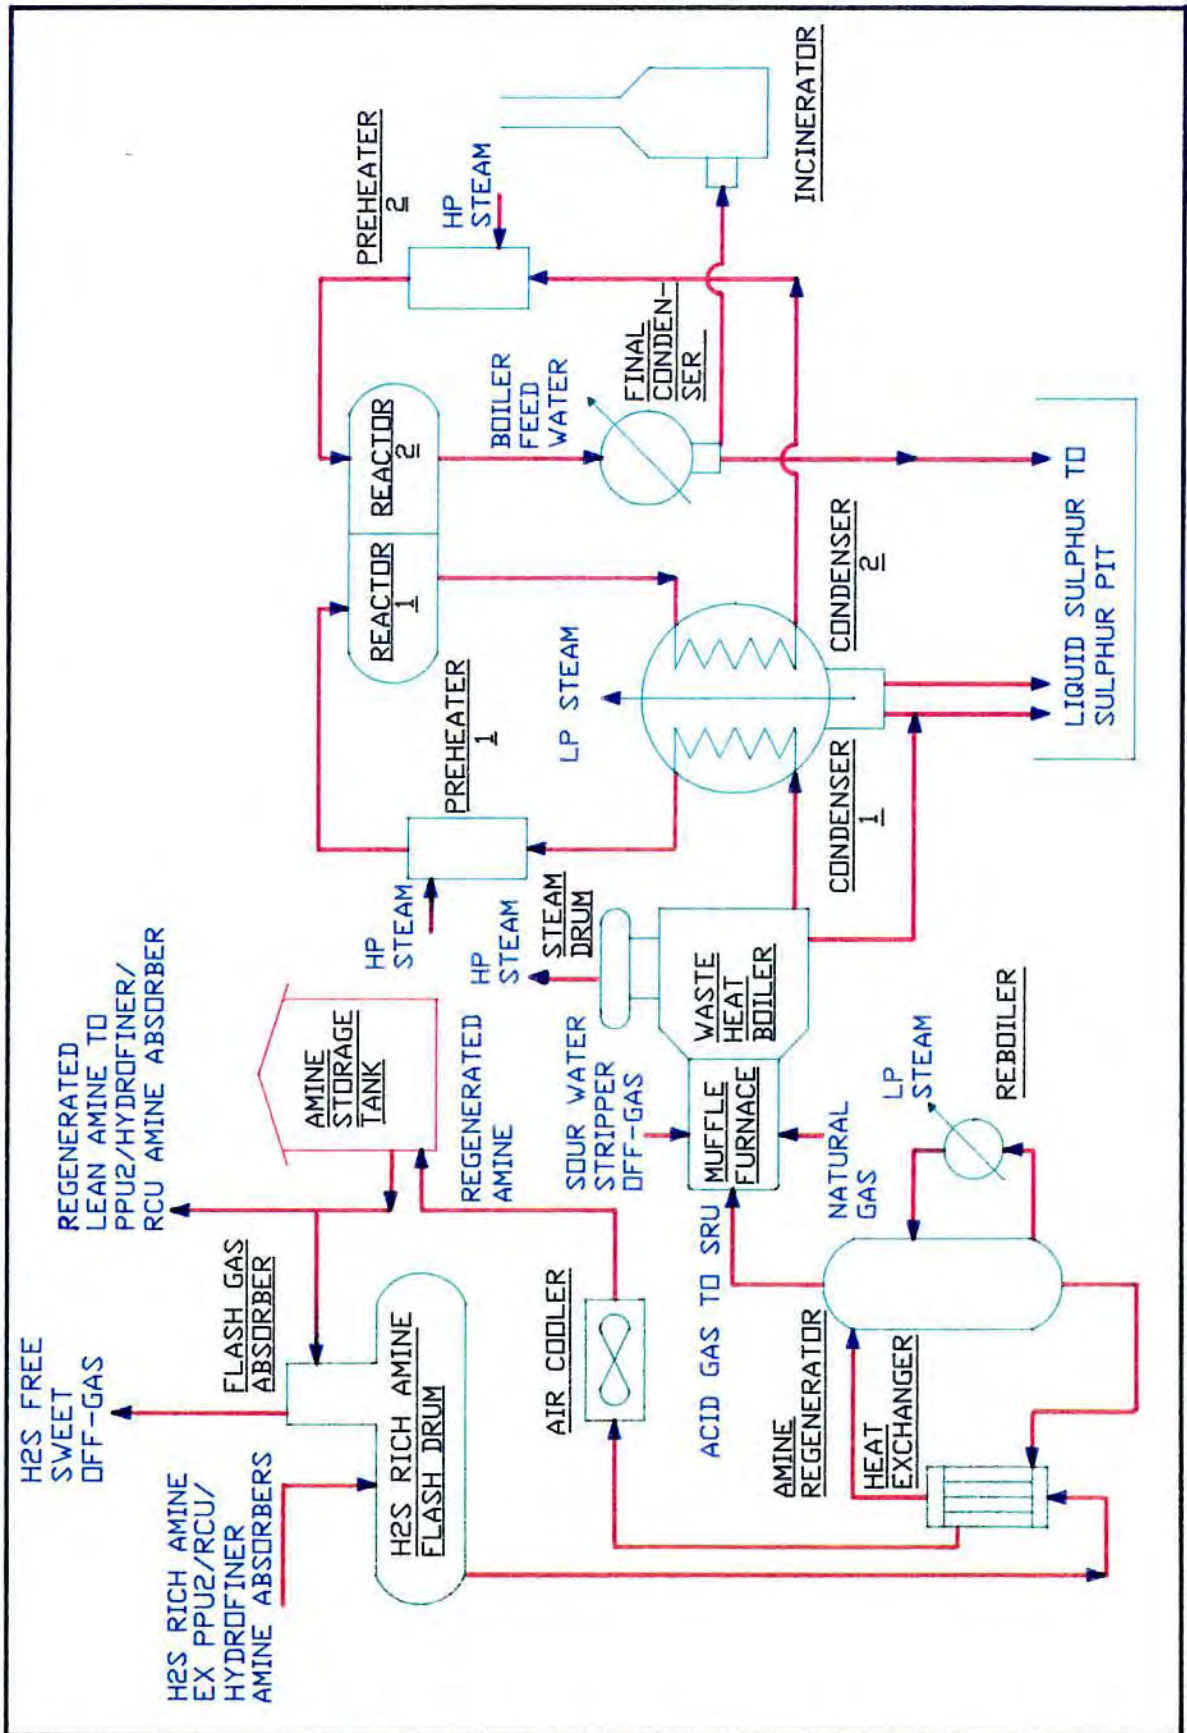 H2S FREE
SWEET
OFF-GAS
H2S RICH AMINE
EX PPU2/RCU/
HYDROFINER
AMINE ABSORBERS
FLASH GAS
ABSORBER
H2S RICH AMINE
FLASH DRUM
REGENERATED
LEAN AMINE TO
PPU2/HYDROFINER/
RCU AMINE ABSORBER
AMINE
STORAGE
TANK
REGENERATED
AMINE
AIR COOLER
HP
STEAM
PREHEATER
1
REACTOR
1
REACTOR
2
PREHEATER
2
HP
STEAM
HP
STEAM
STEAM
DRUM
LP STEAM
BOILER
FEED
WATER
FINAL
CONDEN-
SER
INCINERATOR
SOUR WATER
STRIPPER
OFF-GAS
MUFFLE
FURNACE
WASTE
HEAT
BOILER
ACID GAS TO SRU
NATURAL
GAS
AMINE
REGENERATOR
HEAT
EXCHANGER
LP
STEAM
REBOILER
CONDENSER
1
CONDENSER
2
LIQUID SULPHUR TO
SULPHUR PIT